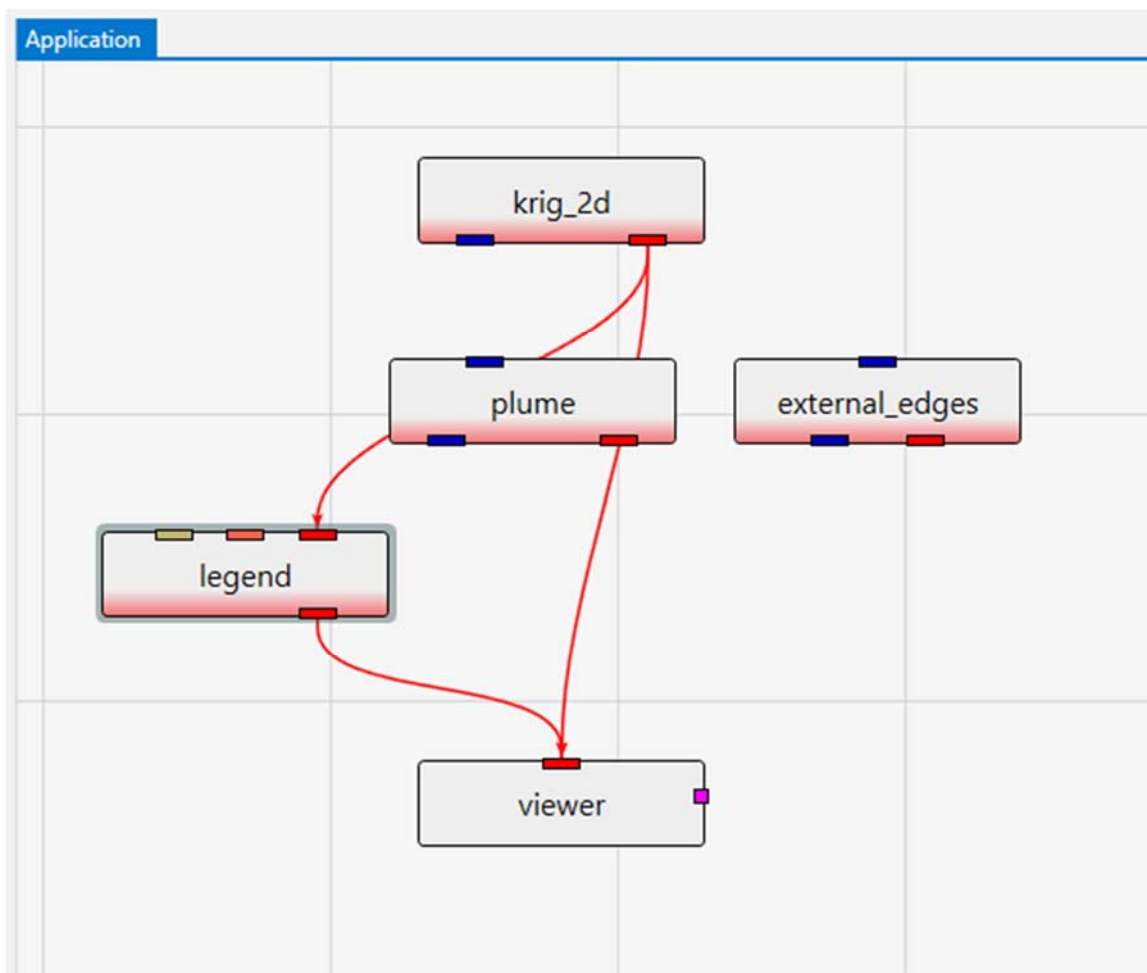 Application
krig_2d
plume
external_edges
legend
viewer